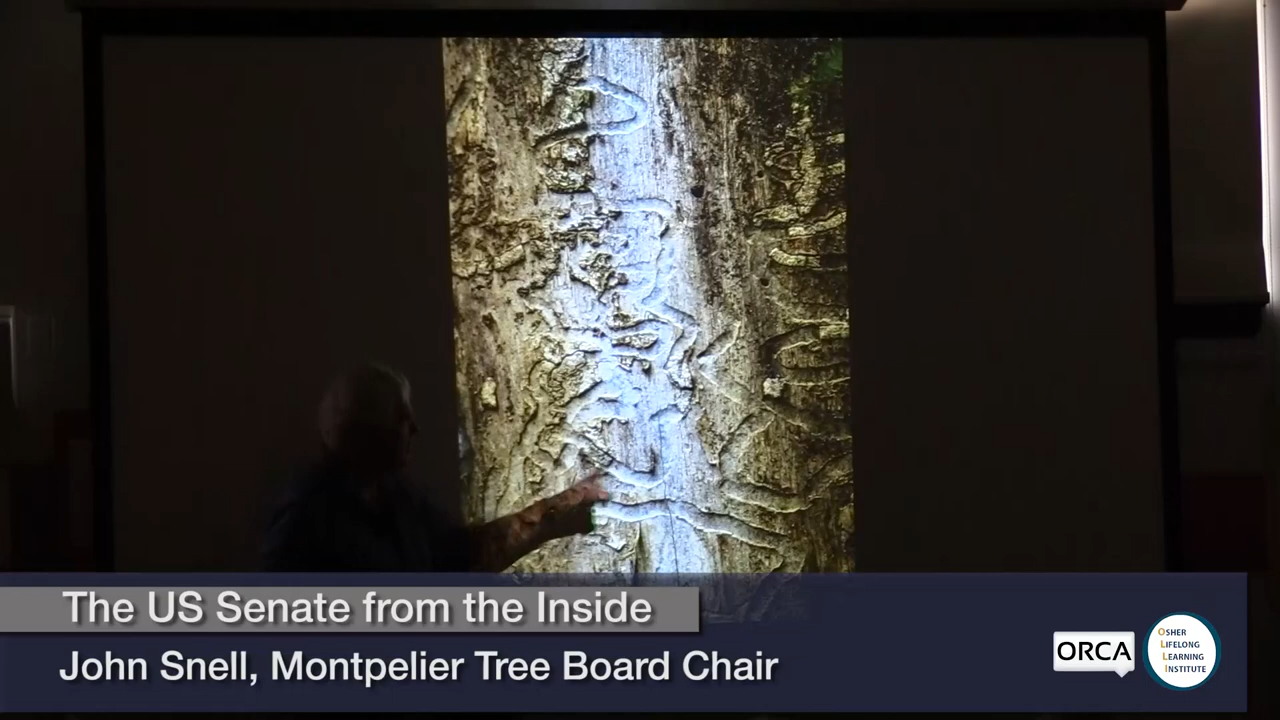 The US Senate from the Inside
John Snell, Montpelier Tree Board Chair
ORCA
OSHER
LIFELONG
LEARNING
INSTITUTE